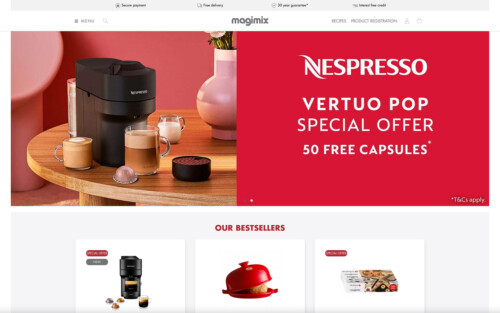 Secure payment
Free delivery
30 year guarantee*
Interest free credit
MENU
magimix
RECIPES
PRODUCT REGISTRATION
NESPRESSO
VERTUO POP
SPECIAL OFFER
50 FREE CAPSULES*
*T&Cs apply
OUR BESTSELLERS
SPECIAL OFFER
SPECIAL OFFER